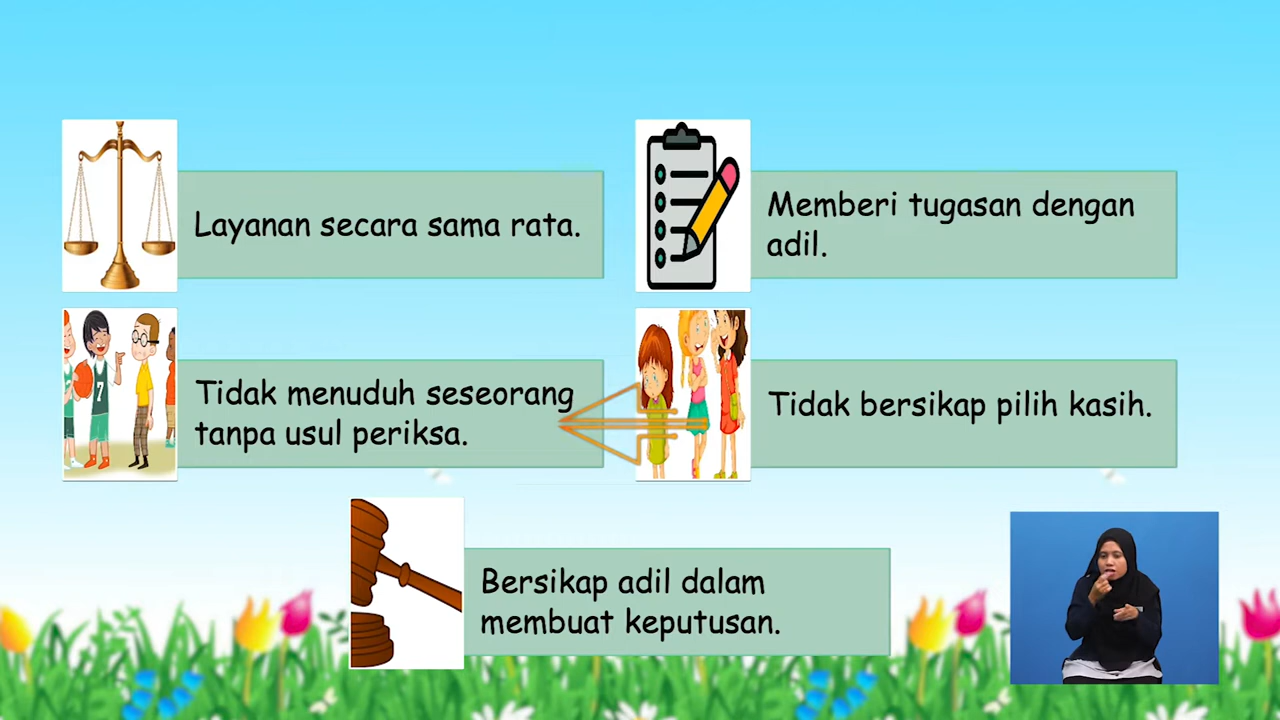 Layanan secara sama rata.
Memberi tugasan dengan
adil.
Tidak menuduh seseorang
tanpa usul periksa.
Tidak bersikap pilih kasih.
Bersikap adil dalam
membuat keputusan.